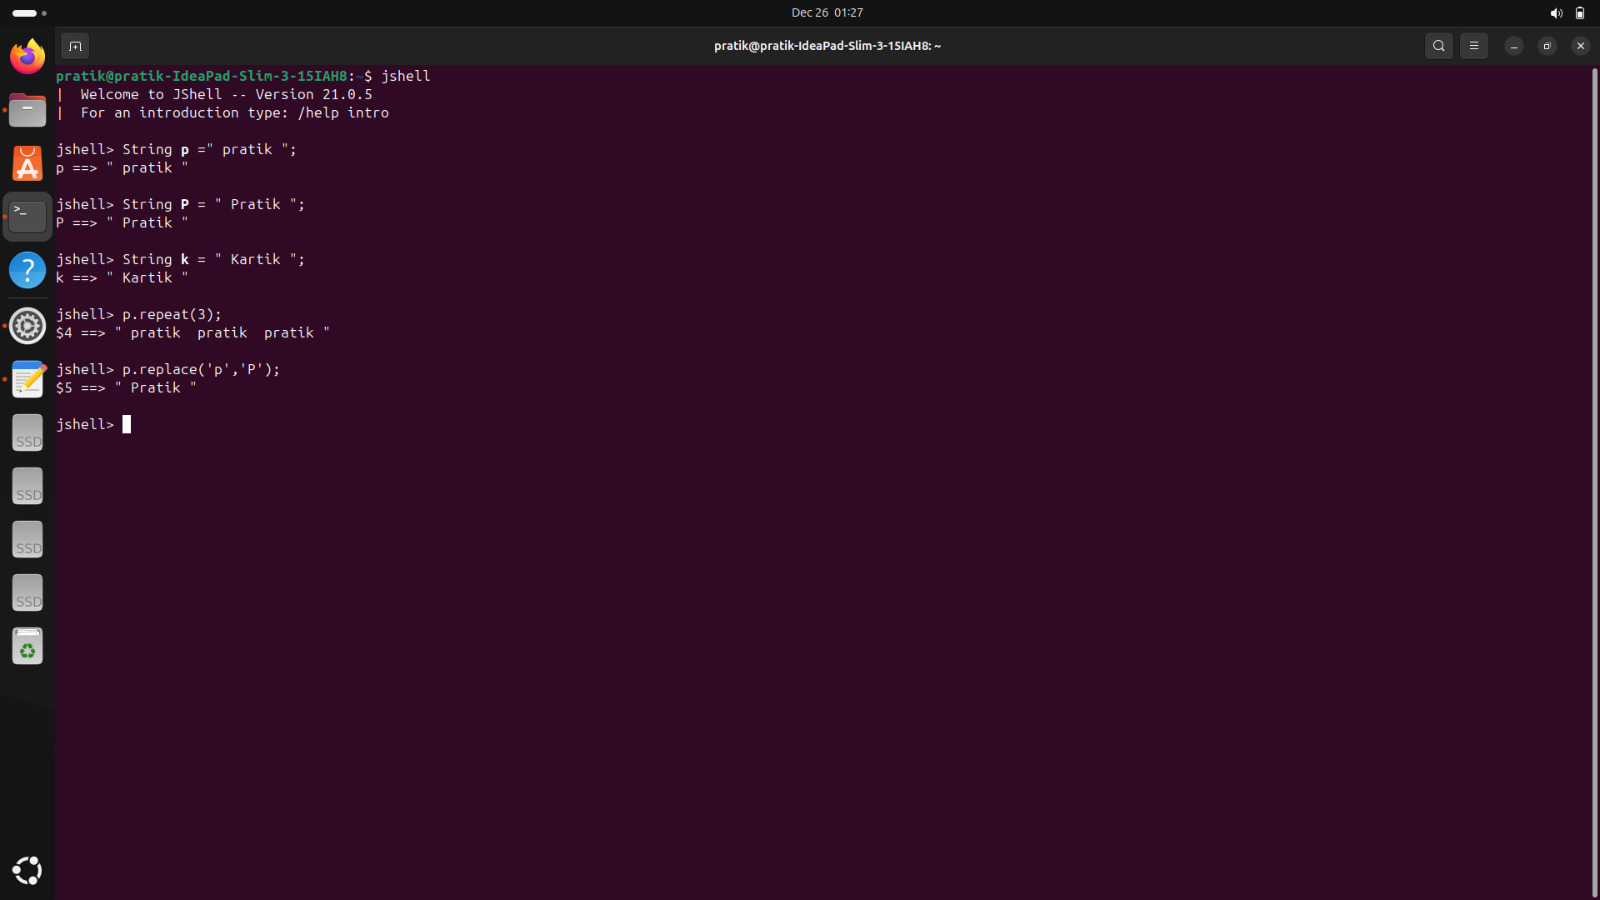 Dec 26 01:27
pratik@pratik-IdeaPad-Slim-3-15IAH8: ~
pratik@pratik-IdeaPad-Slim-3-15IAH8:~$ jshell
|  Welcome to JShell -- Version 21.0.5
|  For an introduction type: /help intro
jshell> String p =" pratik ";
p ==> " pratik "
jshell> String P = " Pratik ";
P ==> " Pratik "
jshell> String k = " Kartik ";
k ==> " Kartik "
jshell> p.repeat(3);
$4 ==> " pratik  pratik  pratik "
jshell> p.replace('p','P');
$5 ==> " Pratik "
jshell>
SSD
SSD
SSD
SSD